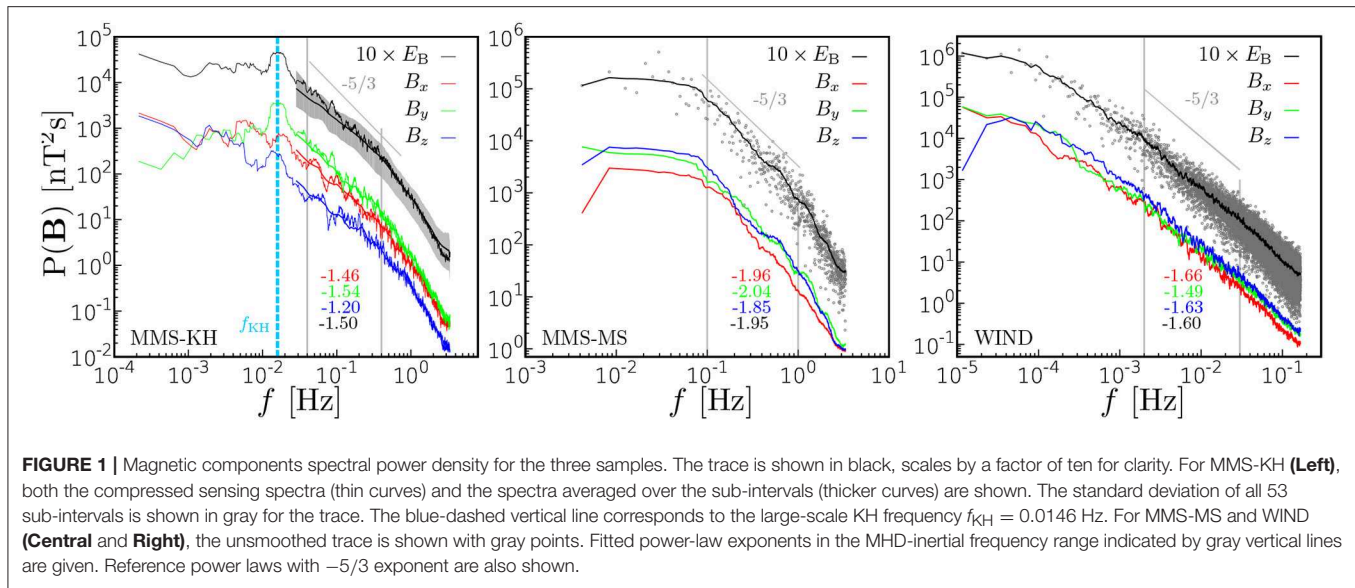 10^5
10^4
10^3
10^2
10^1
10^0
10^-1
10^-2
P(B) [nT^2s]
10 × E_B
B_x
B_y
B_z
-5/3
-1.46
-1.54
-1.20
-1.50
f_KH
MMS-KH
10^-4
10^-2
10^0
f [Hz]
10^6
10^5
10^4
10^3
10^2
10^1
10^0
10 × E_B
B_x
B_y
B_z
-5/3
-1.96
-2.04
-1.85
-1.95
MMS-MS
10^-3
10^-2
10^-1
10^0
10^1
f [Hz]
10^6
10^5
10^4
10^3
10^2
10^1
10^0
10^-1
10 × E_B
B_x
B_y
B_z
-5/3
-1.66
-1.49
-1.63
-1.60
WIND
10^-5
10^-4
10^-3
10^-2
10^-1
f [Hz]
FIGURE 1 | Magnetic components spectral power density for the three samples. The trace is shown in black, scales by a factor of ten for clarity. For MMS-KH (Left),
both the compressed sensing spectra (thin curves) and the spectra averaged over the sub-intervals (thicker curves) are shown. The standard deviation of all 53
sub-intervals is shown in gray for the trace. The blue-dashed vertical line corresponds to the large-scale KH frequency f_KH = 0.0146 Hz. For MMS-MS and WIND
(Central and Right), the unsmoothed trace is shown with gray points. Fitted power-law exponents in the MHD-inertial frequency range indicated by gray vertical lines
are given. Reference power laws with −5/3 exponent are also shown.